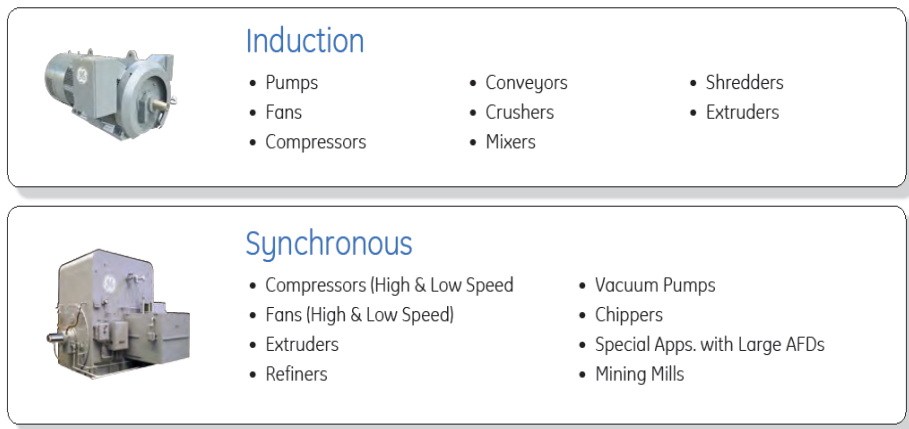 Induction
• Pumps
• Fans
• Compressors
• Conveyors
• Crushers
• Mixers
• Shredders
• Extruders
Synchronous
• Compressors (High & Low Speed
• Fans (High & Low Speed)
• Extruders
• Refiners
• Vacuum Pumps
• Chippers
• Special Apps. with Large AFDs
• Mining Mills